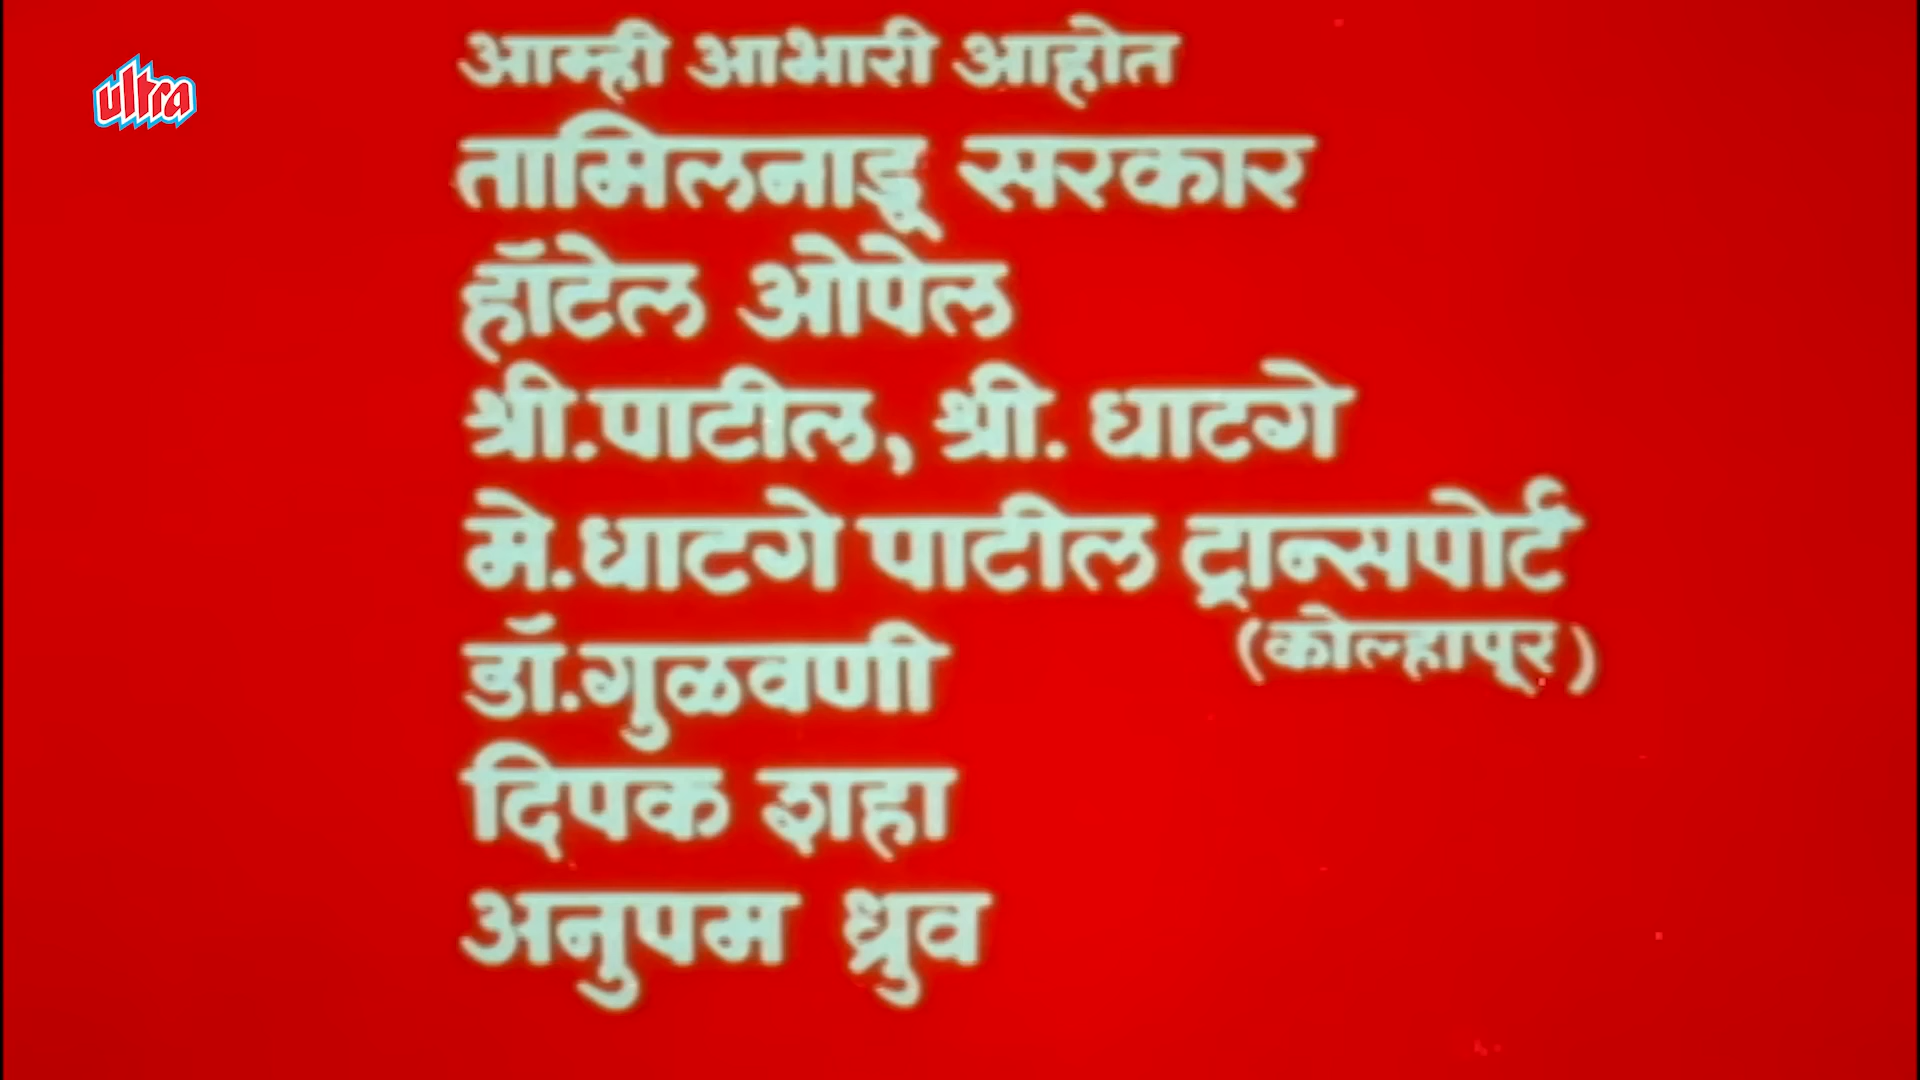 ultra
आम्ही आभारी आहोत
तामिलनाडू सरकार
हॉटेल ओपेल
श्री.पाटील, श्री. घाटगे
मे.घाटगे पाटील ट्रान्सपोर्ट
(कोल्हापूर)
डॉ.गुळवणी
दिपक शहा
अनुपम ध्रुव